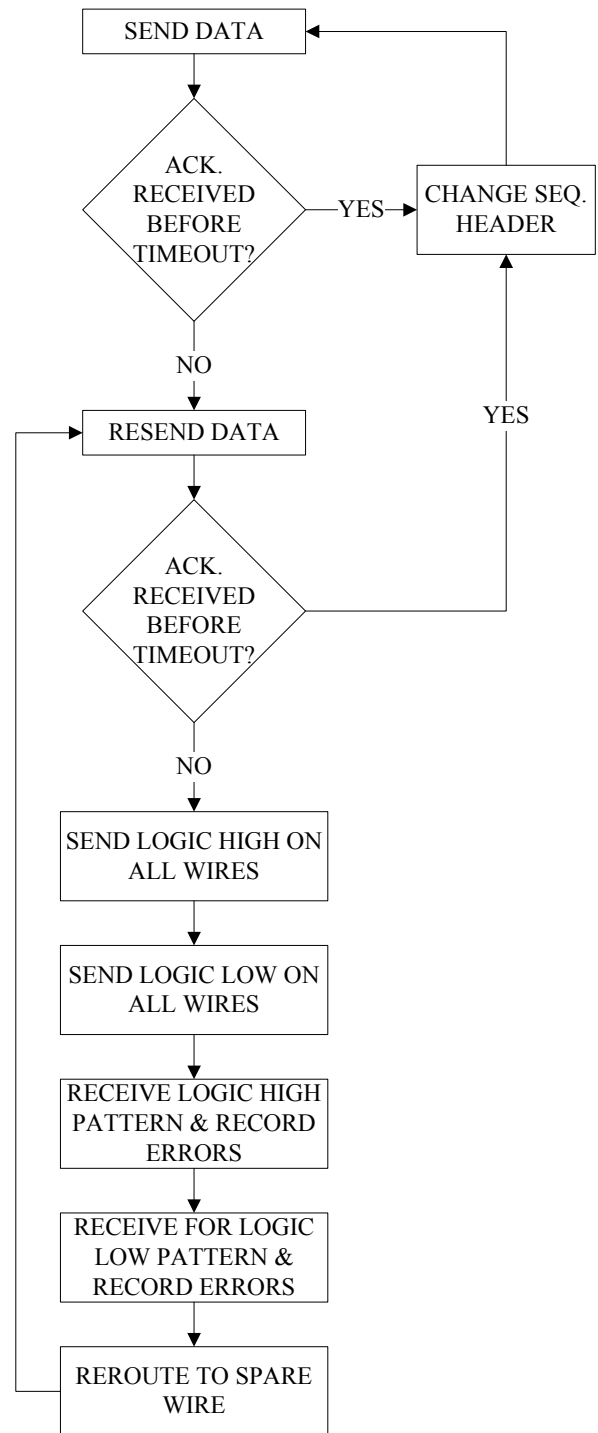 SEND DATA
ACK.
RECEIVED
BEFORE
TIMEOUT?
YES
CHANGE SEQ.
HEADER
NO
RESEND DATA
YES
ACK.
RECEIVED
BEFORE
TIMEOUT?
NO
SEND LOGIC HIGH ON
ALL WIRES
SEND LOGIC LOW ON
ALL WIRES
RECEIVE LOGIC HIGH
PATTERN & RECORD
ERRORS
RECEIVE FOR LOGIC
LOW PATTERN &
RECORD ERRORS
REROUTE TO SPARE
WIRE